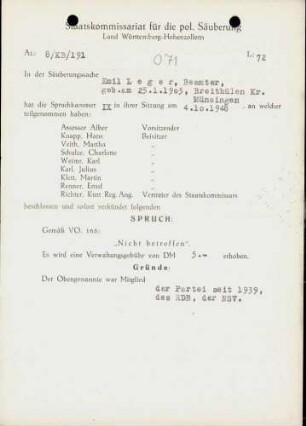 Staatskommissariat für die pol. Säuberung
Land Württemberg-Hohenzollern
Az: 8/KB/191
071
L: 72
In der Säuberungssache
Emil Leger, Beamter,
geb.am 25.1.1903, Breithülen Kr.
Münsingen
hat die Spruchkammer IX in ihrer Sitzung am 4.10.1948 an welcher
teilgenommen haben:
Assessor Alber Vorsitzender
Knapp, Hans Beisitzer
Veith, Martha "
Schulze, Charlotte "
Weine, Karl "
Karl, Julius "
Klett, Martin "
Renner, Ernst "
Richter, Kurt Reg. Ang. Vertreter des Staatskommissars
beschlossen und sofort verkündet folgenden
SPRUCH:
Gemäß VO. ist:
„Nicht betroffen".
Es wird eine Verwaltungsgebühr von DM 5.- erhoben.
Gründe:
Der Obengenannte war Mitglied
der Partei seit 1939,
des RDB, der NSV.